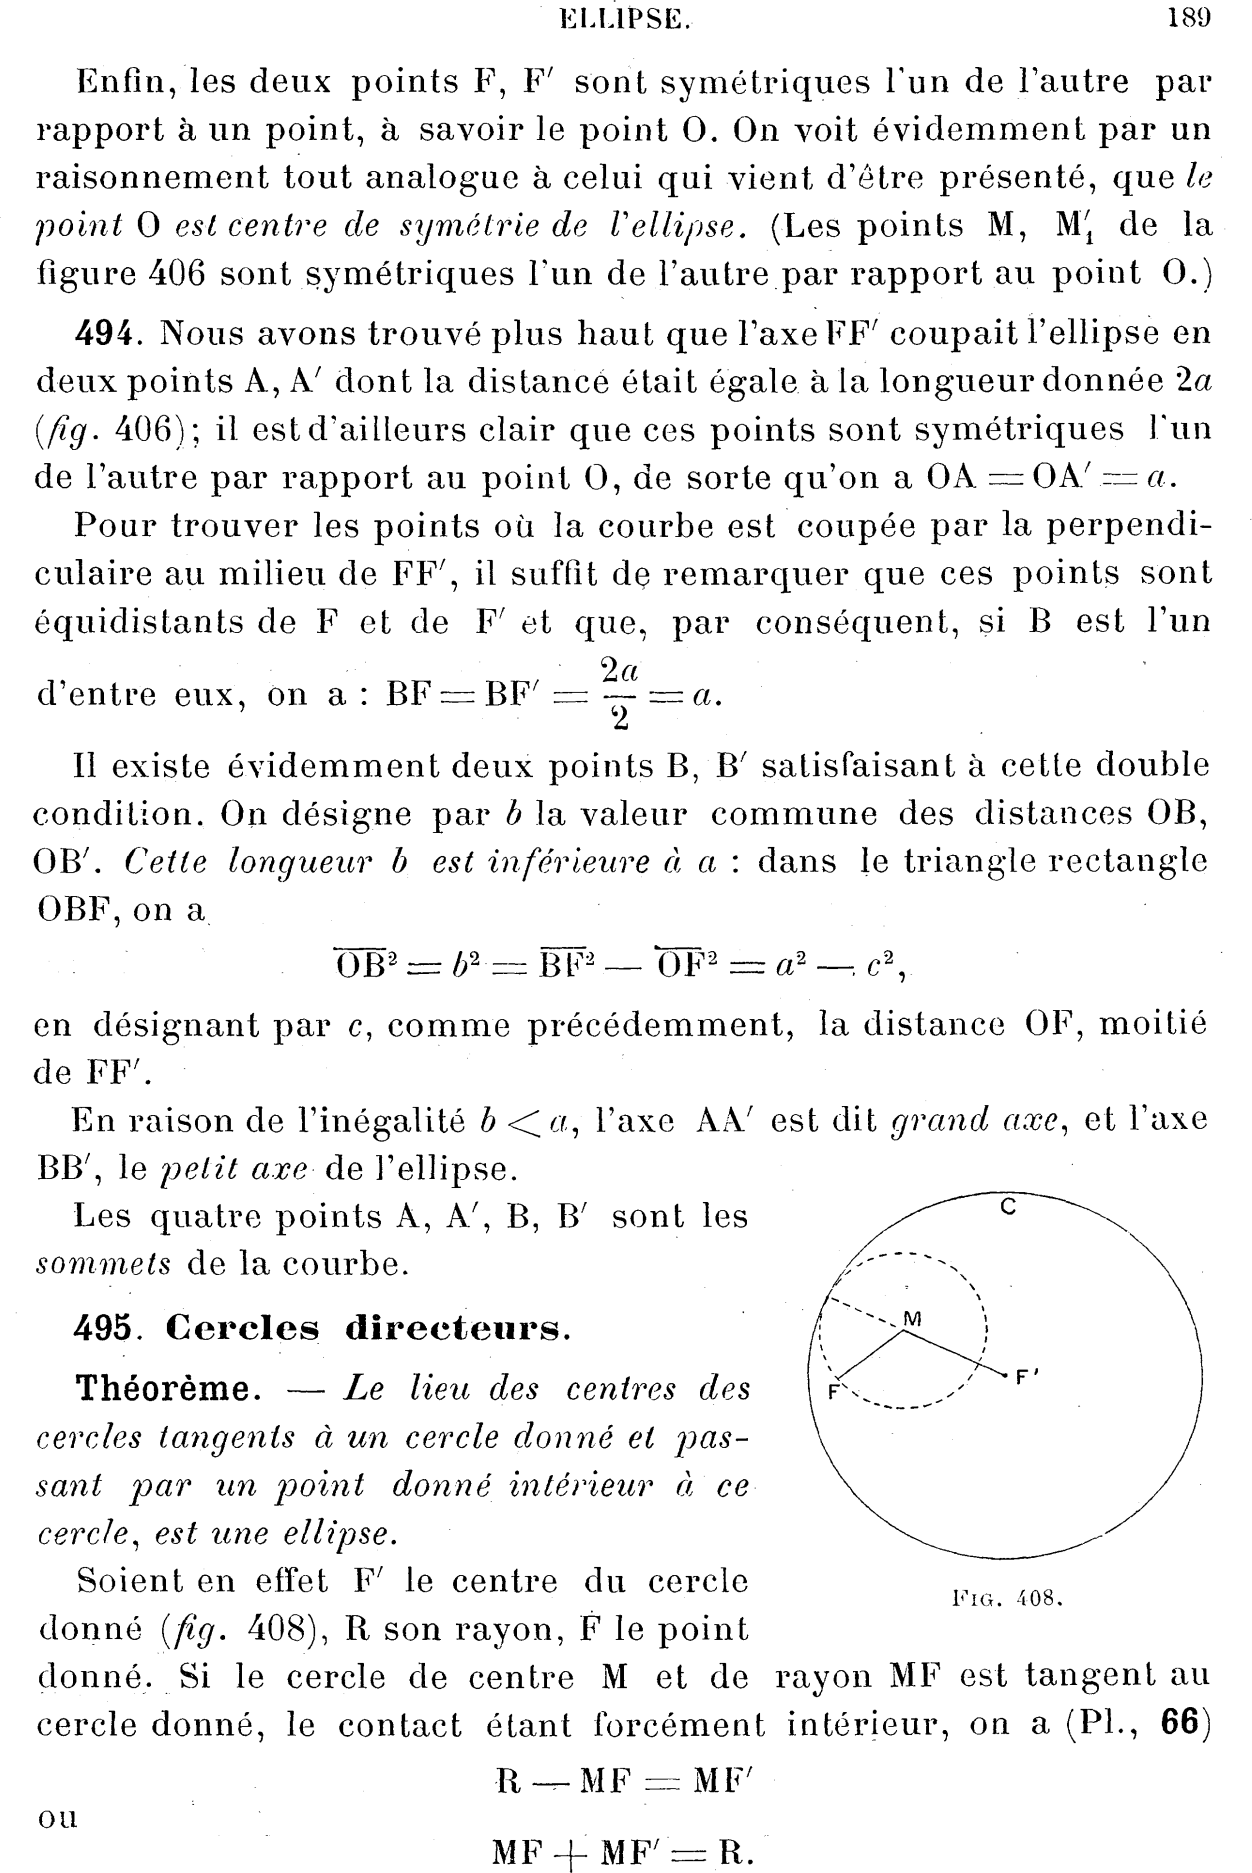 ELLIPSE. 189
Enfin, les deux points F, F′ sont symétriques l'un de l'autre par
rapport à un point, à savoir le point O. On voit évidemment par un
raisonnement tout analogue à celui qui vient d'être présenté, que le
point O est centre de symétrie de l'ellipse. (Les points M, M′₁ de la
figure 406 sont symétriques l'un de l'autre par rapport au point O.)
494. Nous avons trouvé plus haut que l'axe FF′ coupait l'ellipse en
deux points A, A′ dont la distance était égale à la longueur donnée 2a
(fig. 406); il est d'ailleurs clair que ces points sont symétriques l'un
de l'autre par rapport au point O, de sorte qu'on a OA = OA′ = a.
Pour trouver les points où la courbe est coupée par la perpendi-
culaire au milieu de FF′, il suffit de remarquer que ces points sont
équidistants de F et de F′ et que, par conséquent, si B est l'un
d'entre eux, on a : BF = BF′ = 2a/2 = a.
Il existe évidemment deux points B, B′ satisfaisant à cette double
condition. On désigne par b la valeur commune des distances OB,
OB′. Cette longueur b est inférieure à a : dans le triangle rectangle
OBF, on a
O̅B̅² = b² = B̅F̅² — O̅F̅² = a² — c²,
en désignant par c, comme précédemment, la distance OF, moitié
de FF′.
En raison de l'inégalité b < a, l'axe AA′ est dit grand axe, et l'axe
BB′, le petit axe de l'ellipse.
Les quatre points A, A′, B, B′ sont les
sommets de la courbe.
495. Cercles directeurs.
Théorème. — Le lieu des centres des
cercles tangents à un cercle donné et pas-
sant par un point donné intérieur à ce
cercle, est une ellipse.
Soient en effet F′ le centre du cercle
donné (fig. 408), R son rayon, F le point
C
M
F
F'
FIG. 408.
donné. Si le cercle de centre M et de rayon MF est tangent au
cercle donné, le contact étant forcément intérieur, on a (Pl., 66)
R — MF = MF′
ou
MF + MF′ = R.